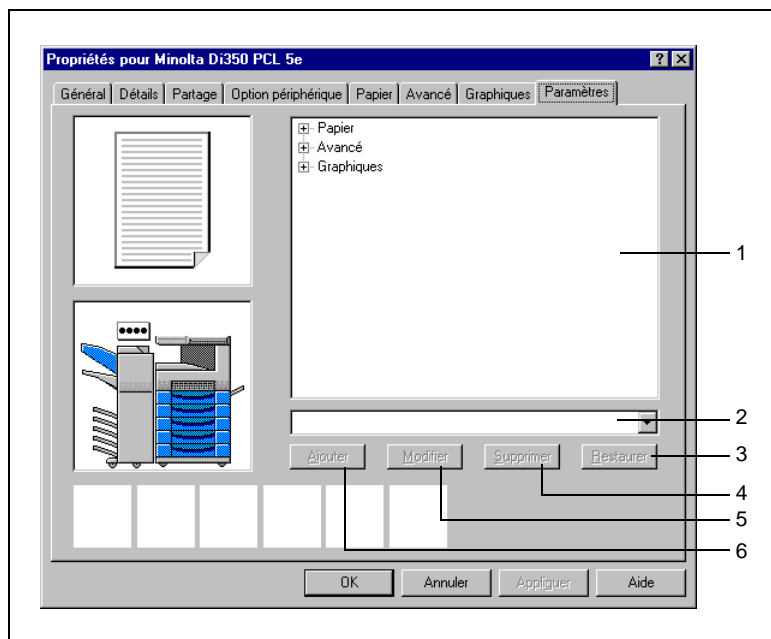 Propriétés pour Minolta Di350 PCL 5e
Général Détails Partage Option périphérique Papier Avancé Graphiques Paramètres
Papier
Avancé
Graphiques
1
2
Ajouter Modifier Supprimer Restaurer 3
4
5
6
OK Annuler Appliquer Aide